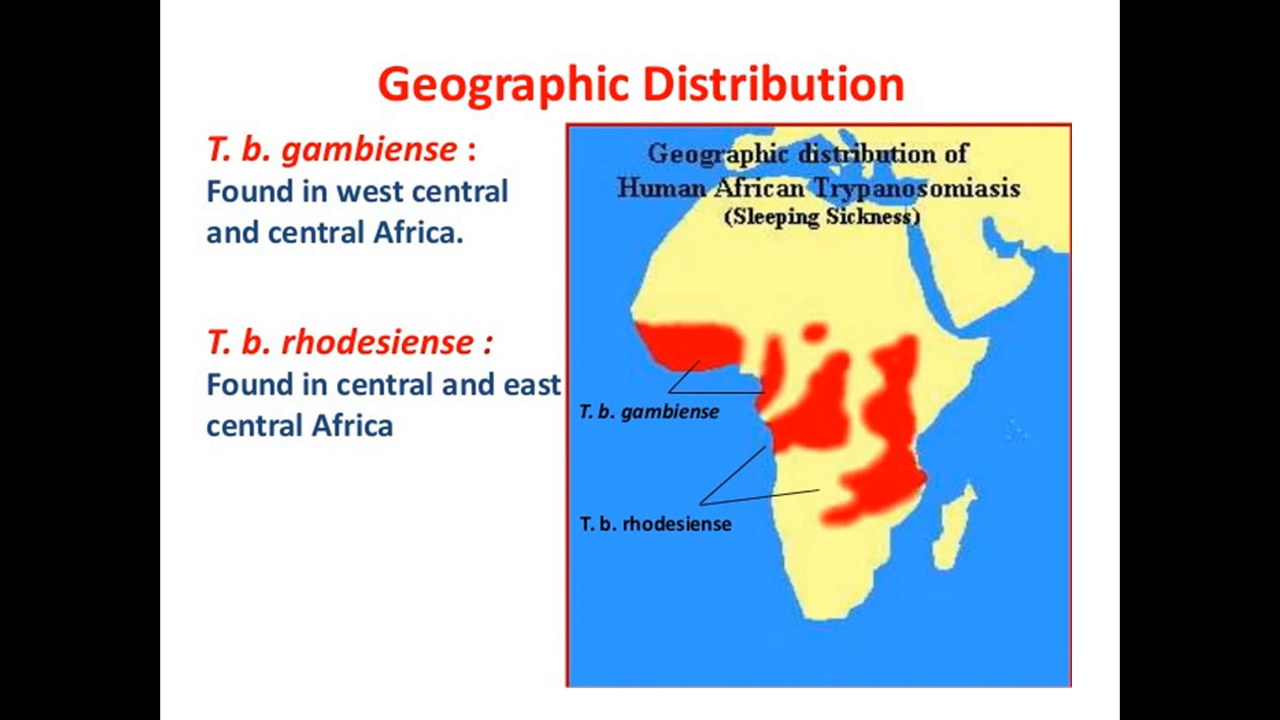 Geographic Distribution
T. b. gambiense :
Found in west central
and central Africa.
T. b. rhodesiense :
Found in central and east
central Africa
Geographic distribution of
Human African Trypanosomiasis
(Sleeping Sickness)
T. b. gambiense
T. b. rhodesiense